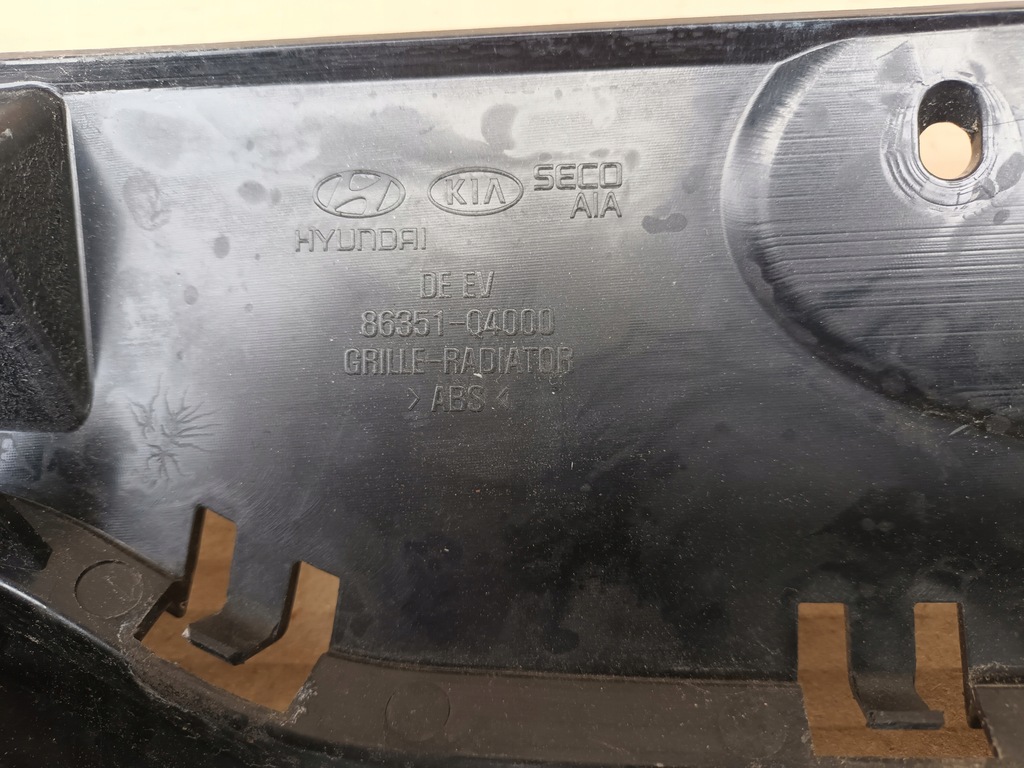 KIA SECO
AIA
HYUNDAI
DE EV
86351-Q4000
GRILLE-RADIATOR
> ABS <